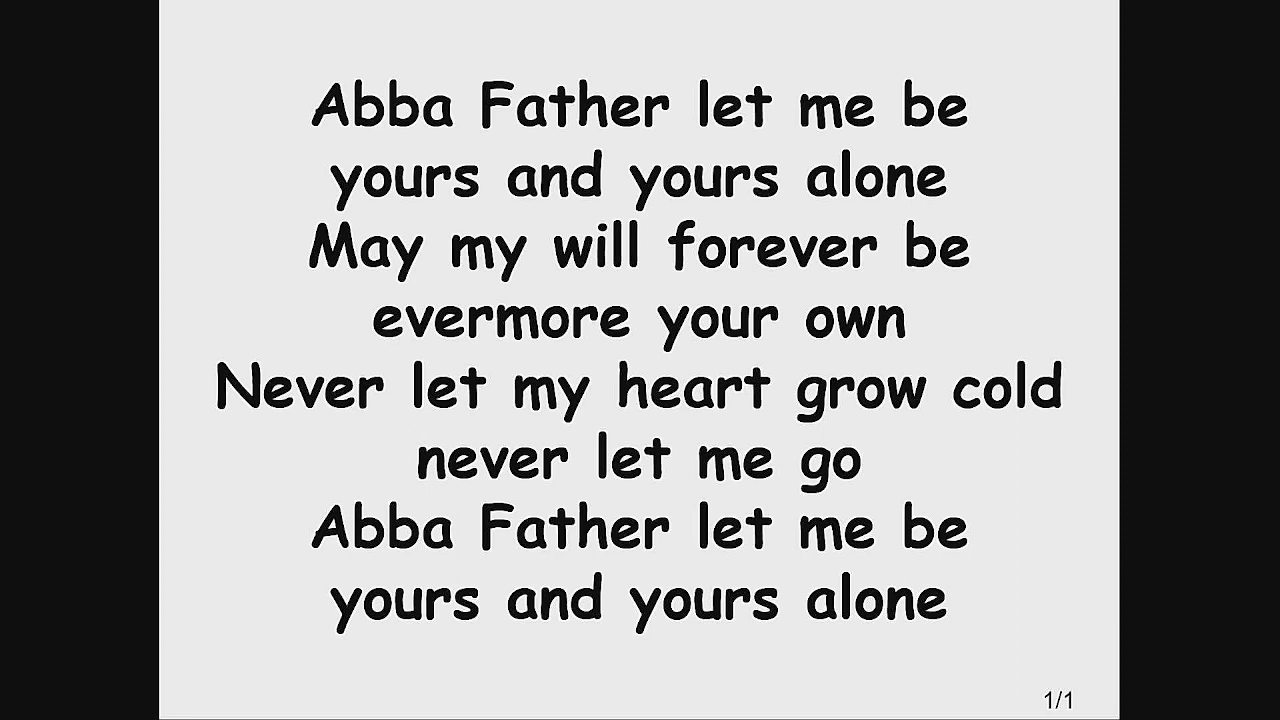 Abba Father let me be
yours and yours alone
May my will forever be
evermore your own
Never let my heart grow cold
never let me go
Abba Father let me be
yours and yours alone
1/1